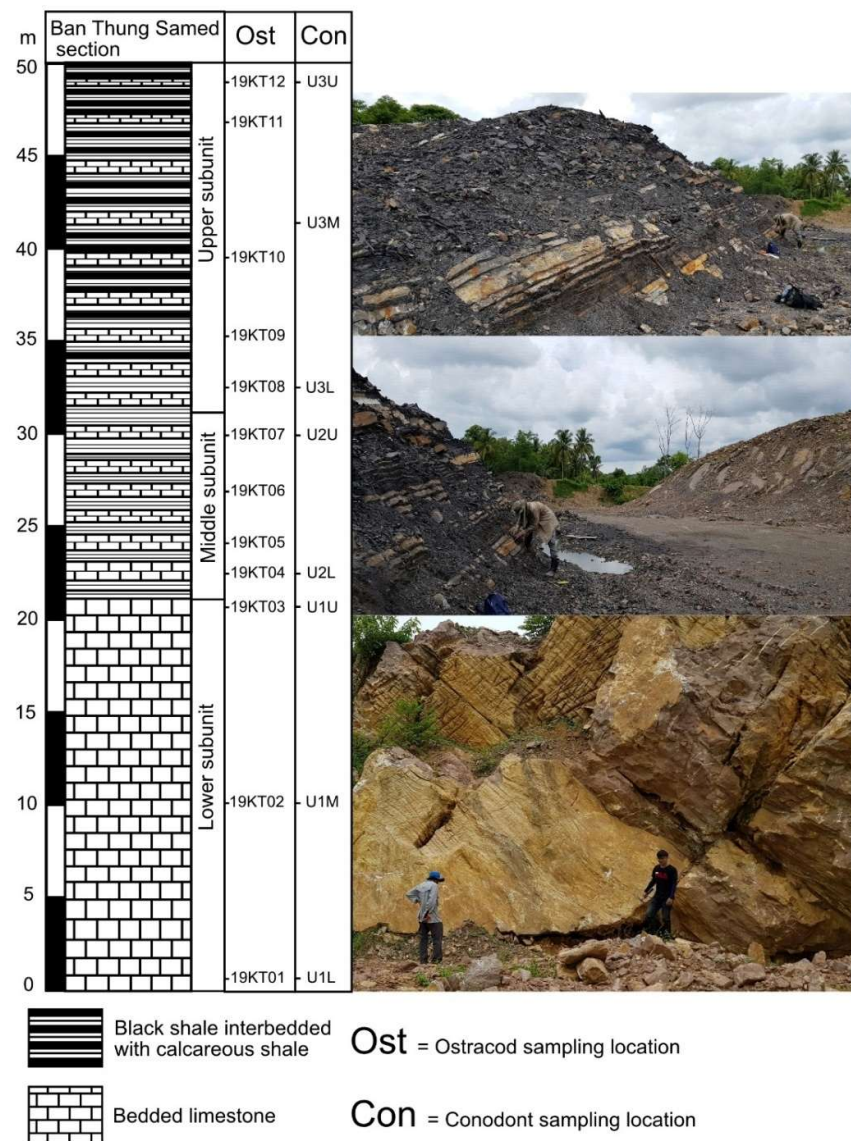 m
Ban Thung Samed
section
Ost
Con
50
19KT12
U3U
19KT11
45
U3M
40
19KT10
Upper subunit
35
19KT09
19KT08
U3L
30
19KT07
U2U
19KT06
Middle subunit
25
19KT05
19KT04
U2L
20
19KT03
U1U
15
Lower subunit
10
19KT02
U1M
5
0
19KT01
U1L
Black shale interbedded
with calcareous shale
Ost = Ostracod sampling location
Bedded limestone
Con = Conodont sampling location